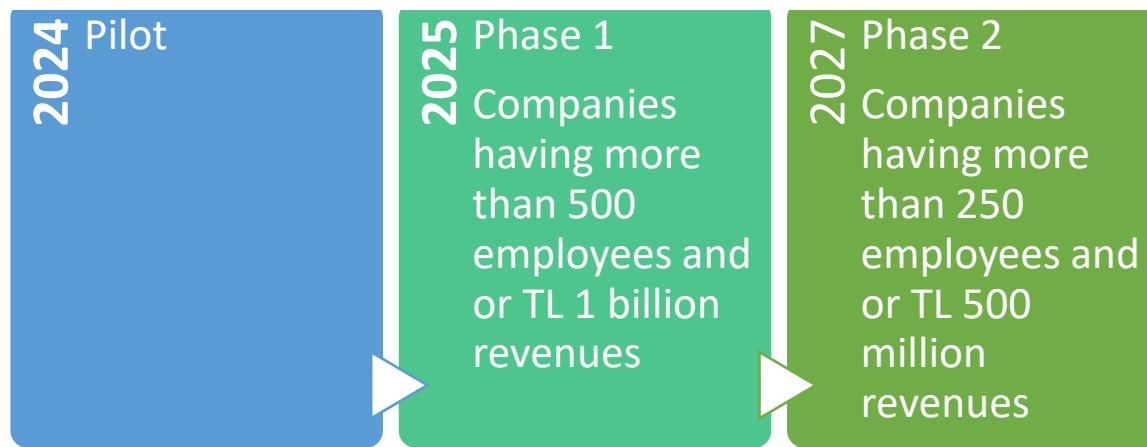 2024
Pilot
2025
Phase 1
Companies
having more
than 500
employees and
or TL 1 billion
revenues
2027
Phase 2
Companies
having more
than 250
employees and
or TL 500
million
revenues